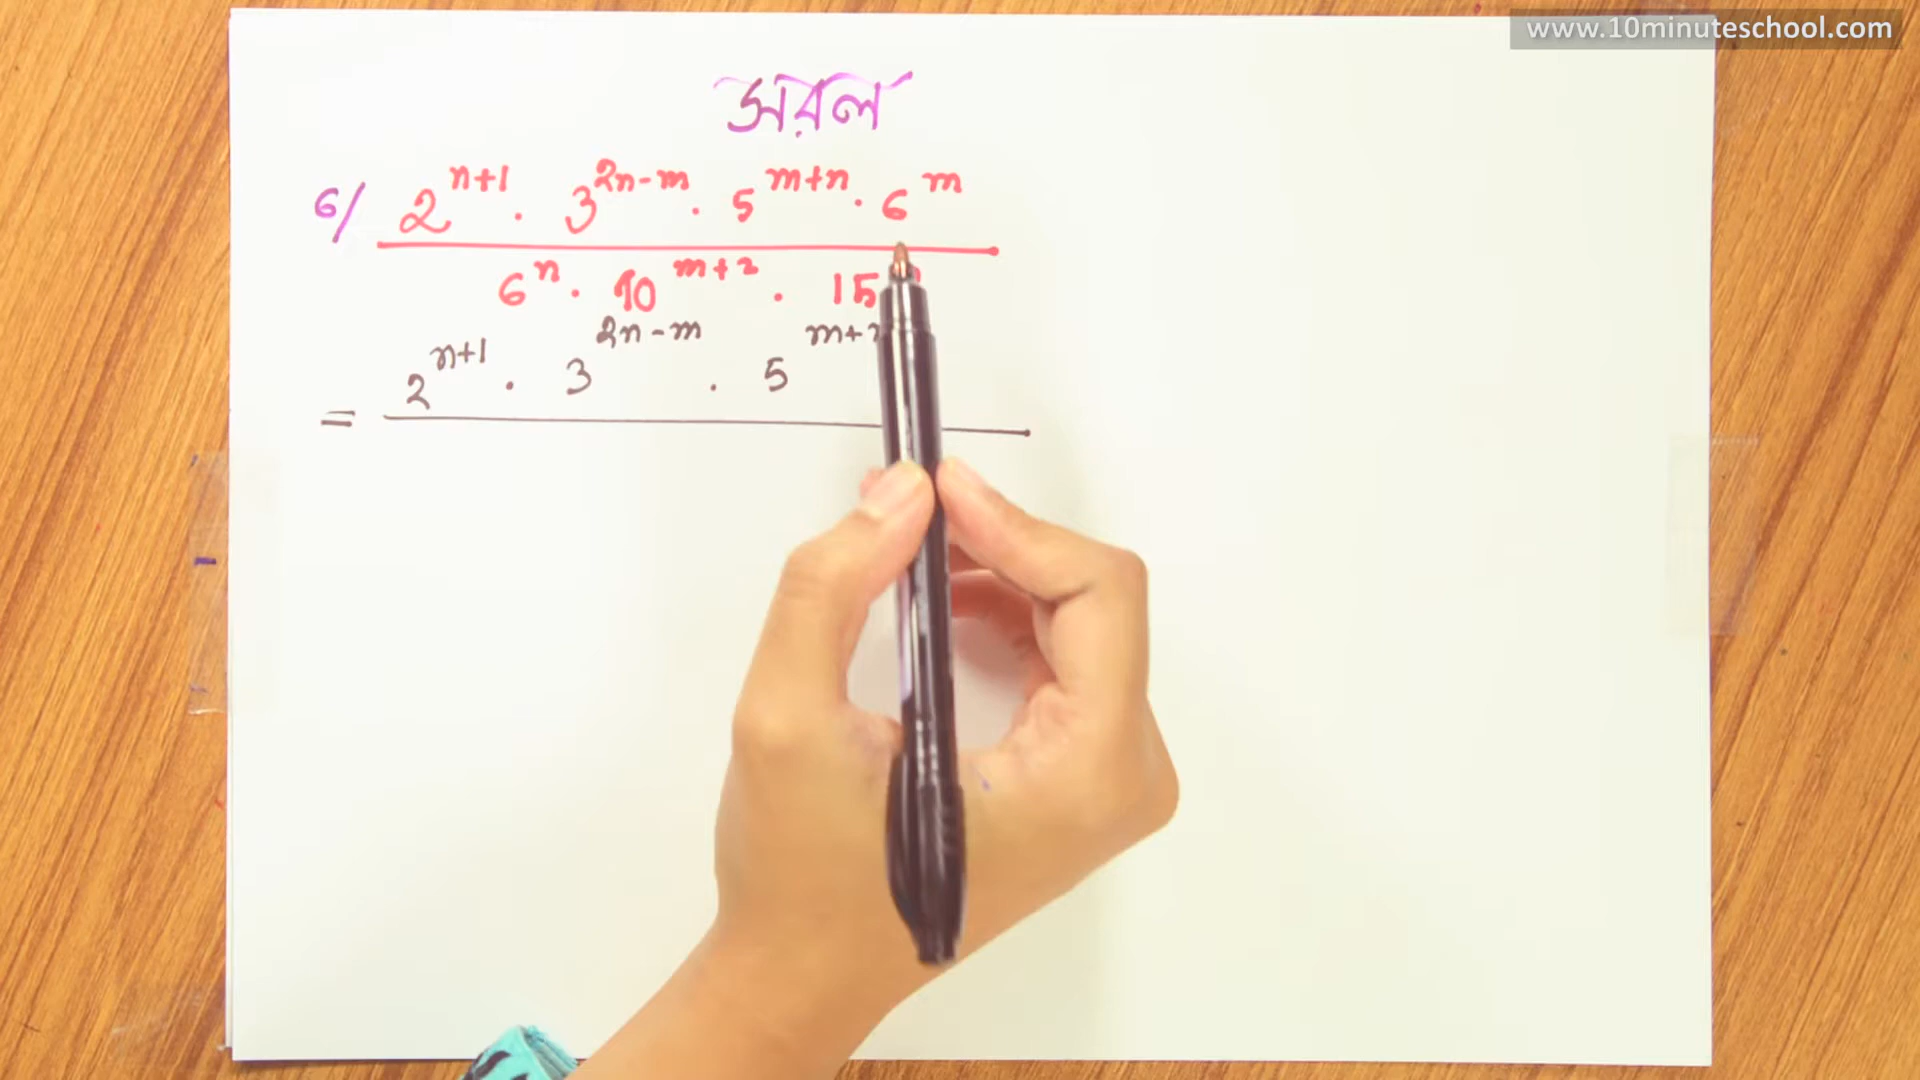 www.10minuteschool.com
সরল
6/ 2^{n+1} · 3^{2n-m} · 5^{m+n} · 6^m
6^n · 10^{m+2} · 15
= 2^{n+1} · 3^{2n-m} · 5^{m+